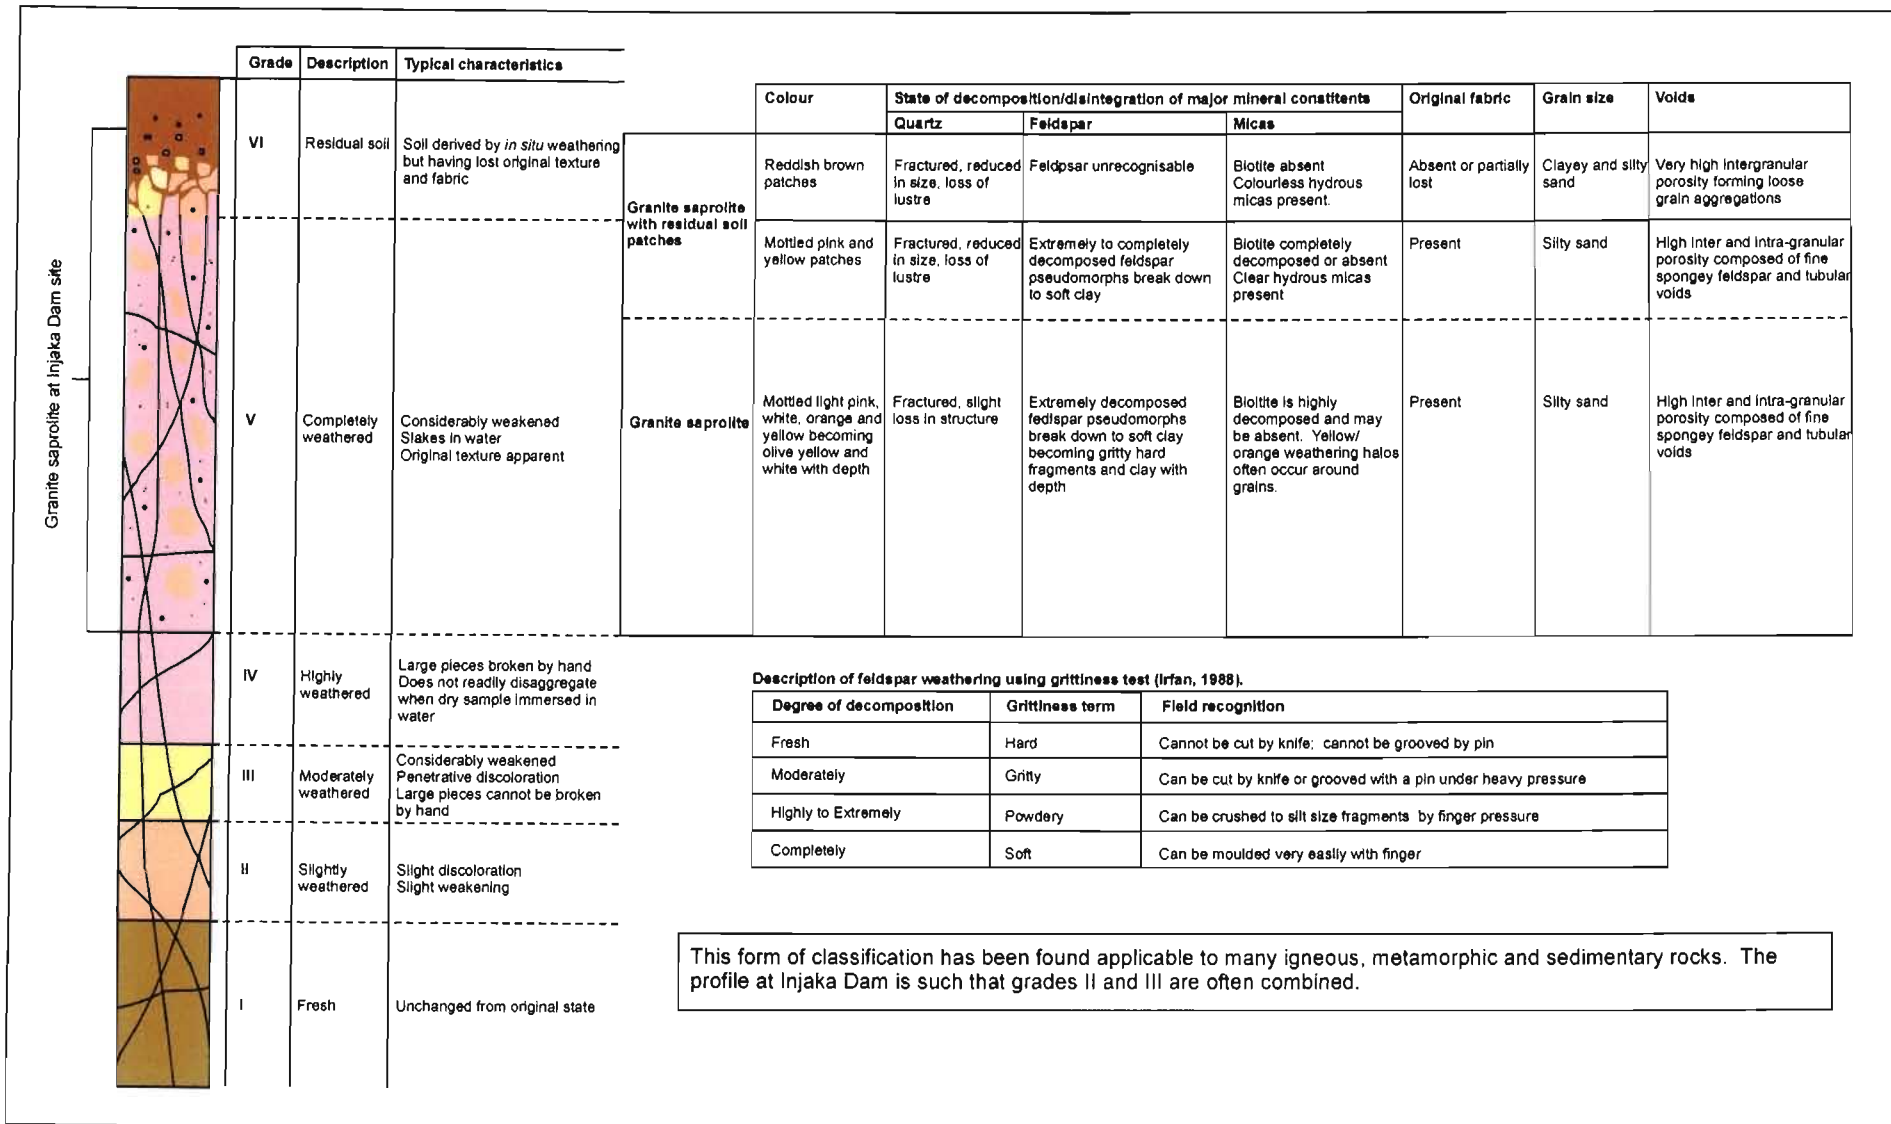 Granite saprolite at Injaka Dam site
Grade
Description
Typical characteristics
VI
Residual soil
Soil derived by in situ weathering
but having lost original texture
and fabric
V
Completely
weathered
Considerably weakened
Slakes in water
Original texture apparent
IV
Highly
weathered
Large pieces broken by hand
Does not readily disaggregate
when dry sample immersed in
water
III
Moderately
weathered
Considerably weakened
Penetrative discoloration
Large pieces cannot be broken
by hand
II
Slightly
weathered
Slight discoloration
Slight weakening
I
Fresh
Unchanged from original state
Colour
State of decomposition/disintegration of major mineral constitents
Original fabric
Grain size
Voids
Quartz
Feldspar
Micas
Granite saprolite
with residual soil
patches
Reddish brown
patches
Fractured, reduced
in size, loss of
lustre
Feldpsar unrecognisable
Biotite absent
Colourless hydrous
micas present.
Absent or partially
lost
Clayey and silty
sand
Very high intergranular
porosity forming loose
grain aggregations
Mottled pink and
yellow patches
Fractured, reduced
in size, loss of
lustre
Extremely to completely
decomposed feldspar
pseudomorphs break down
to soft clay
Biotite completely
decomposed or absent
Clear hydrous micas
present
Present
Silty sand
High inter and intra-granular
porosity composed of fine
spongey feldspar and tubular
voids
Granite saprolite
Mottled light pink,
white, orange and
yellow becoming
olive yellow and
white with depth
Fractured, slight
loss in structure
Extremely decomposed
fedlspar pseudomorphs
break down to soft clay
becoming gritty hard
fragments and clay with
depth
Bioltite is highly
decomposed and may
be absent. Yellow/
orange weathering halos
often occur around
grains.
Present
Silty sand
High inter and intra-granular
porosity composed of fine
spongey feldspar and tubular
voids
Description of feldspar weathering using grittiness test (Irfan, 1988).
Degree of decomposition
Grittiness term
Field recognition
Fresh
Hard
Cannot be cut by knife; cannot be grooved by pin
Moderately
Gritty
Can be cut by knife or grooved with a pin under heavy pressure
Highly to Extremely
Powdery
Can be crushed to silt size fragments by finger pressure
Completely
Soft
Can be moulded very easily with finger
This form of classification has been found applicable to many igneous, metamorphic and sedimentary rocks. The
profile at Injaka Dam is such that grades II and III are often combined.